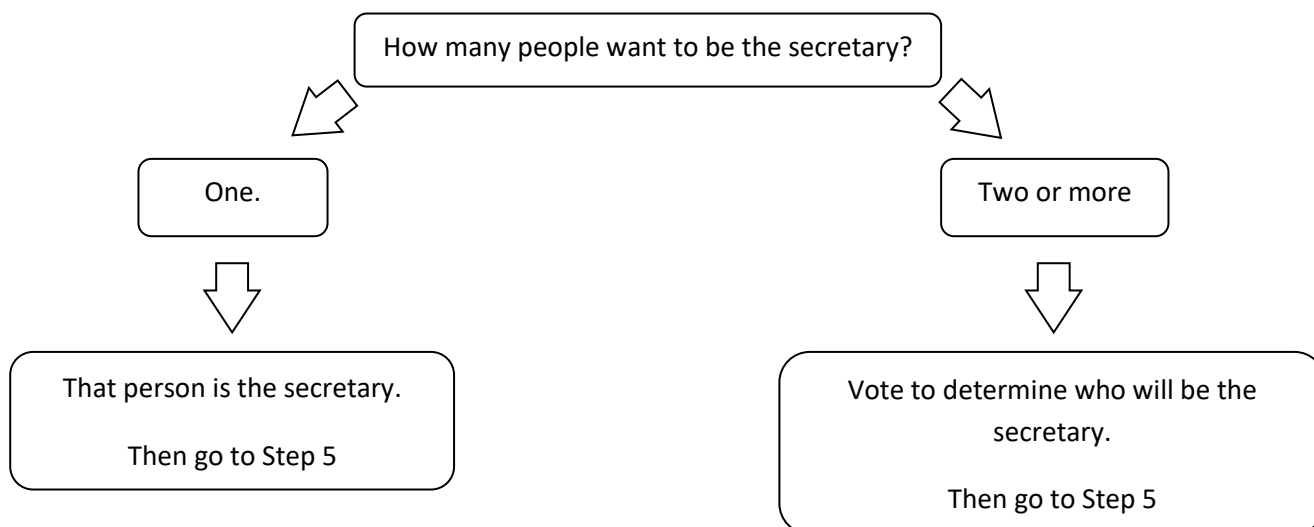 How many people want to be the secretary?
One.
Two or more
That person is the secretary.
Then go to Step 5
Vote to determine who will be the
secretary.
Then go to Step 5